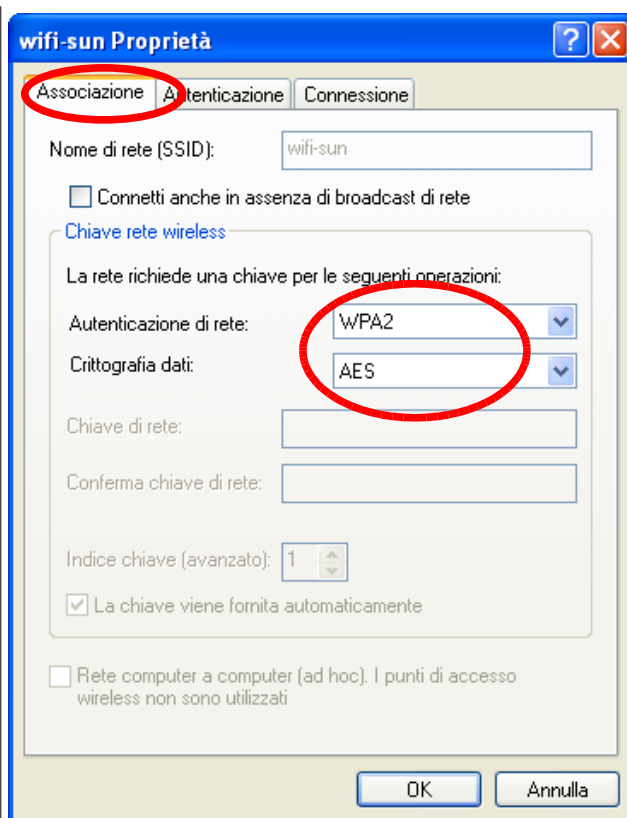 wifi-sun Proprietà
Associazione Autenticazione Connessione
Nome di rete (SSID): wifi-sun
Connetti anche in assenza di broadcast di rete
Chiave rete wireless
La rete richiede una chiave per le seguenti operazioni:
Autenticazione di rete: WPA2
Crittografia dati: AES
Chiave di rete:
Conferma chiave di rete:
Indice chiave (avanzato): 1
La chiave viene fornita automaticamente
Rete computer a computer (ad hoc). I punti di accesso
wireless non sono utilizzati
OK Annulla